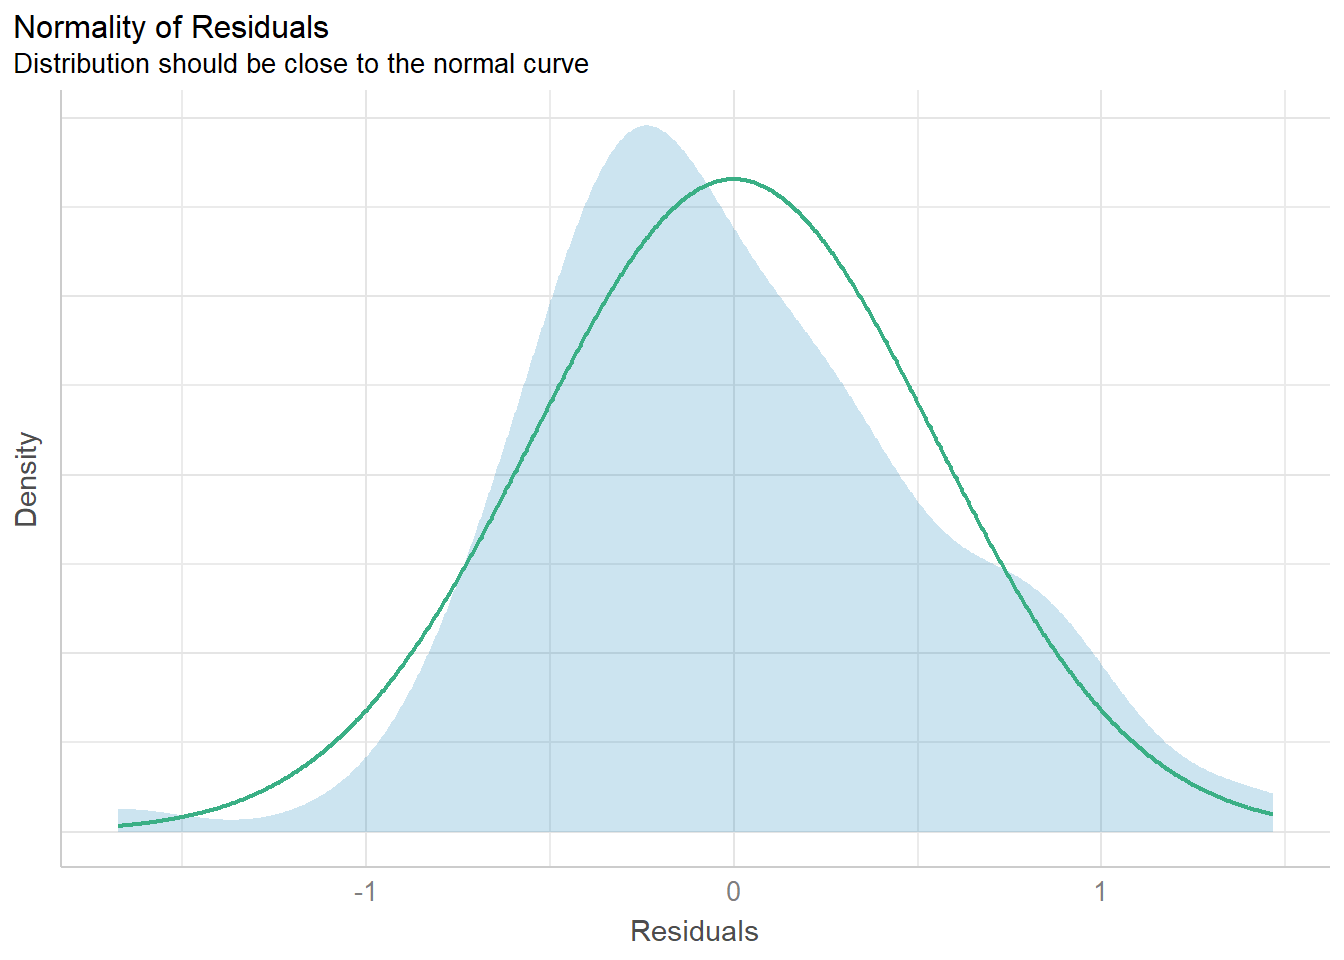 Normality of Residuals
Distribution should be close to the normal curve
Density
-1
0
1
Residuals